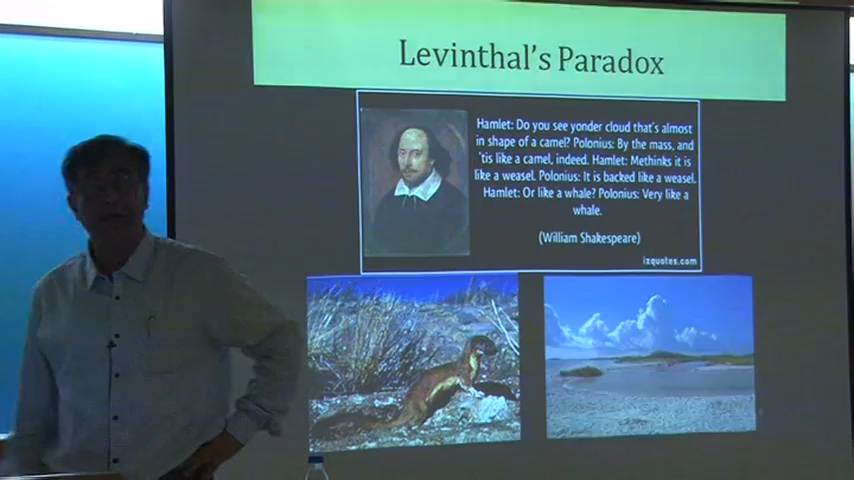 Levinthal's Paradox
Hamlet: Do you see yonder cloud that's almost
in shape of a camel? Polonius: By the mass, and
'tis like a camel, indeed. Hamlet: Methinks it is
like a weasel. Polonius: It is backed like a weasel.
Hamlet: Or like a whale? Polonius: Very like a
whale.
(William Shakespeare)
izquotes.com